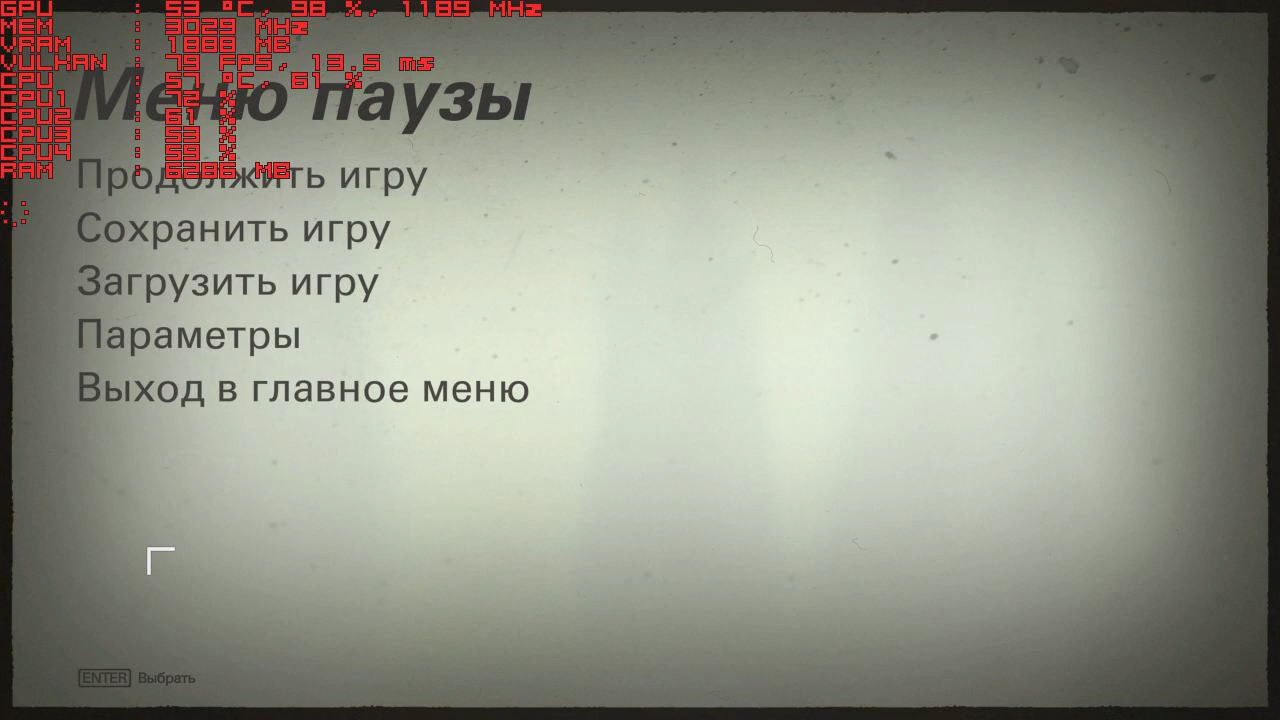 GPU : 53 °C, 98 %, 1189 MHz
MEM : 3029 MHz
VRAM : 1888 MB
VULKAN : 79 FPS, 13.5 ms
CPU : 57 °C, 61 %
CPU1 : 72 %
CPU2 : 61 %
CPU3 : 53 %
CPU4 : 59 %
RAM : 6286 MB
Меню паузы
Продолжить игру
Сохранить игру
Загрузить игру
Параметры
Выход в главное меню
ENTER Выбрать